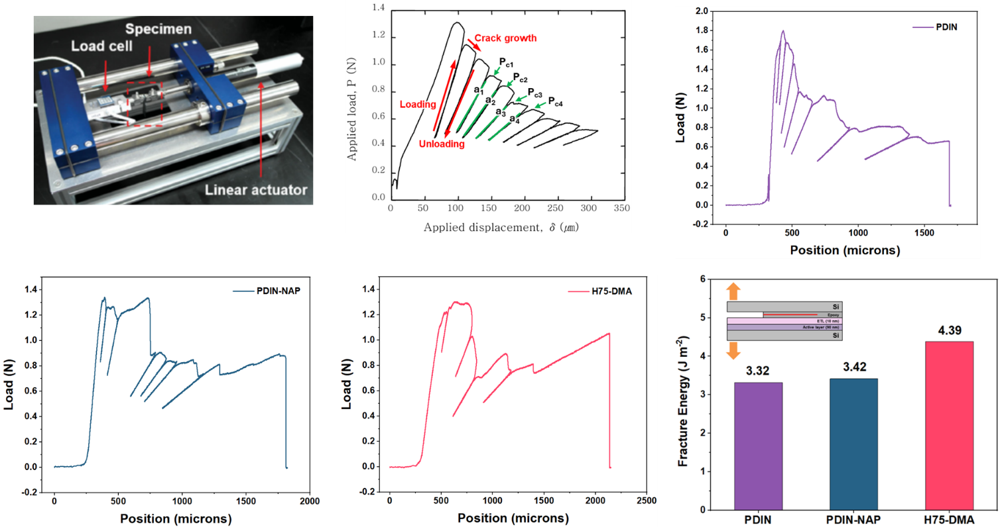 Specimen
Load cell
Linear actuator
1.4
1.2
1.0
0.8
0.6
0.4
0.2
0.0
Applied load, P (N)
0
50
100
150
200
250
300
350
Applied displacement, δ (㎛)
Crack growth
Loading
Unloading
Pc1
Pc2
Pc3
Pc4
a1
a2
a3
a4
2.0
1.8
1.6
1.4
1.2
1.0
0.8
0.6
0.4
0.2
0.0
-0.2
Load (N)
PDIN
0
500
1000
1500
Position (microns)
1.4
1.2
1.0
0.8
0.6
0.4
0.2
0.0
-0.2
Load (N)
PDIN-NAP
0
500
1000
1500
2000
Position (microns)
1.4
1.2
1.0
0.8
0.6
0.4
0.2
0.0
-0.2
Load (N)
H75-DMA
0
500
1000
1500
2000
2500
Position (microns)
6
5
4
3
2
1
0
Fracture Energy (J m-2)
Si
Epoxy
ETL (10 nm)
Active layer (90 nm)
Si
3.32
3.42
4.39
PDIN
PDIN-NAP
H75-DMA